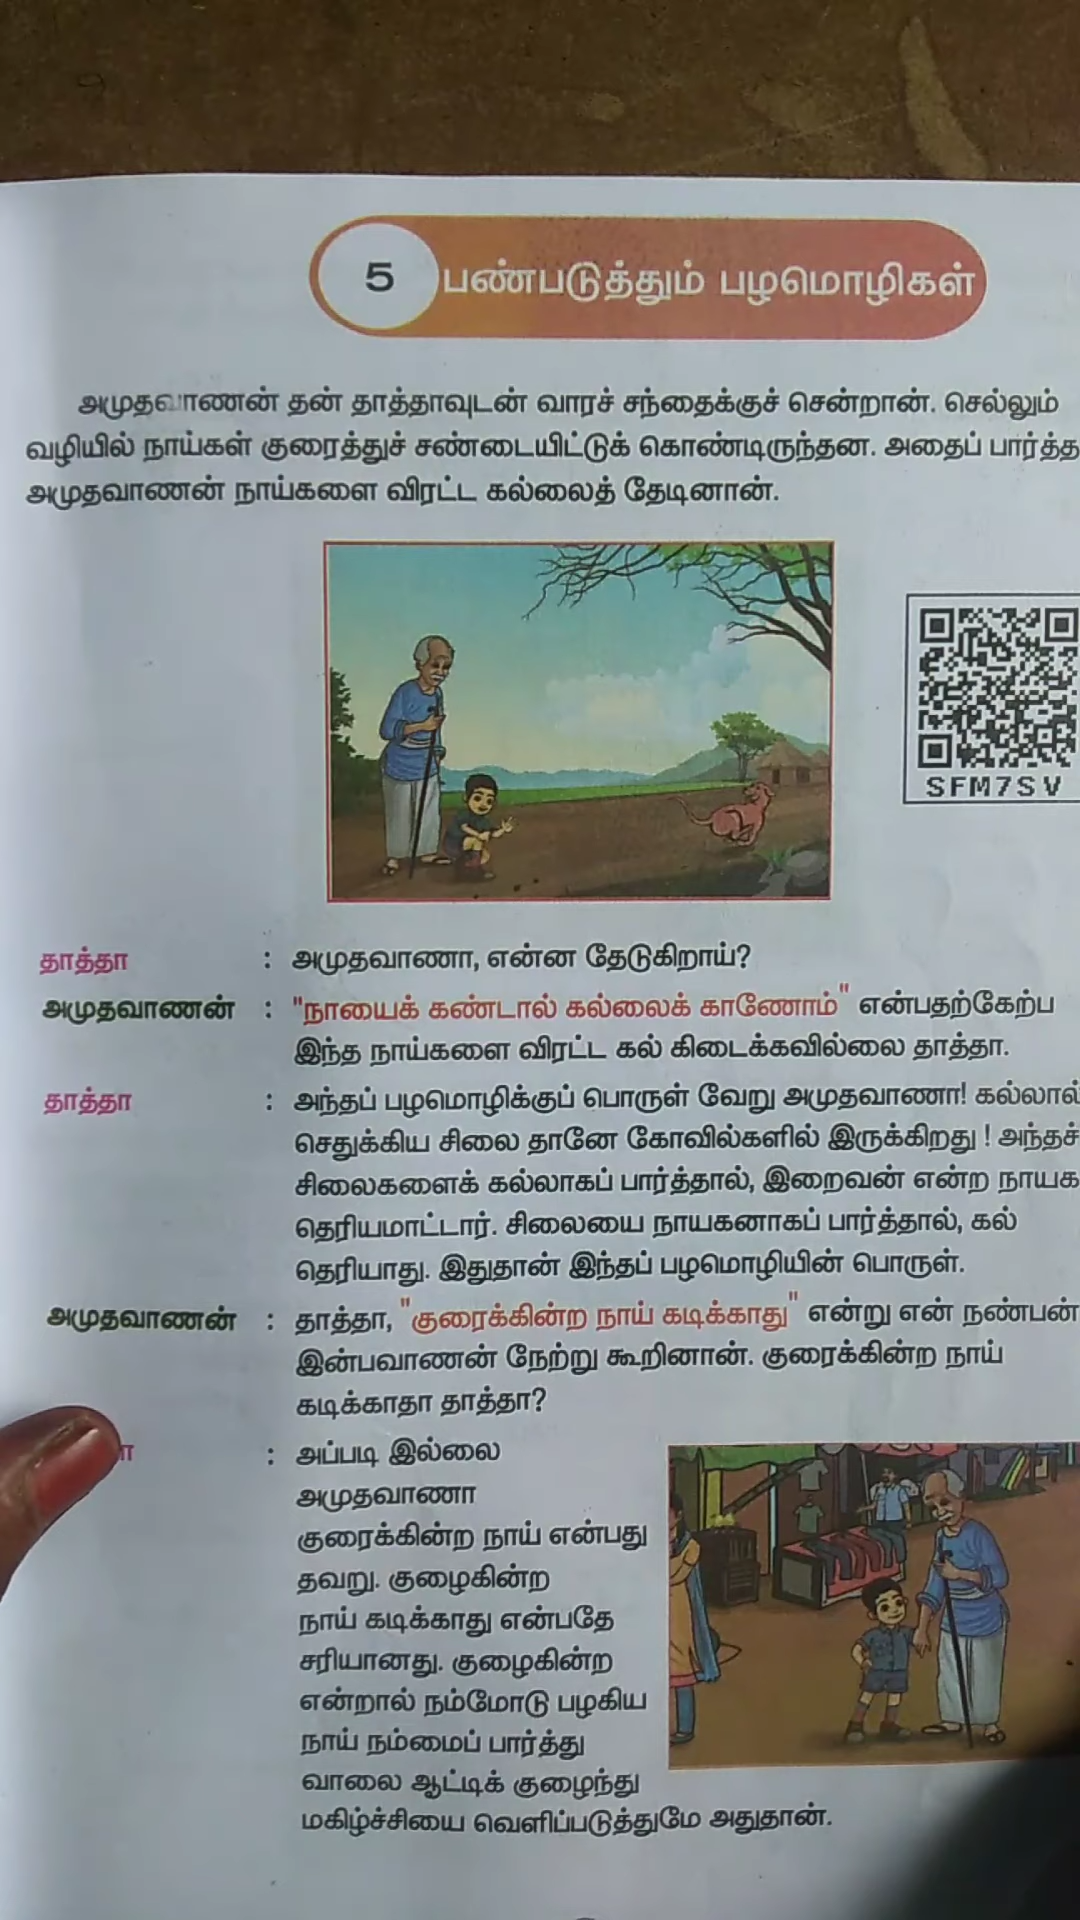 5 பண்படுத்தும் பழமொழிகள்
அமுதவாணன் தன் தாத்தாவுடன் வாரச் சந்தைக்குச் சென்றான். செல்லும்
வழியில் நாய்கள் குரைத்துச் சண்டையிட்டுக் கொண்டிருந்தன. அதைப் பார்த்த
அமுதவாணன் நாய்களை விரட்ட கல்லைத் தேடினான்.
SFM7SV
தாத்தா : அமுதவாணா, என்ன தேடுகிறாய்?
அமுதவாணன் : "நாயைக் கண்டால் கல்லைக் காணோம்" என்பதற்கேற்ப
இந்த நாய்களை விரட்ட கல் கிடைக்கவில்லை தாத்தா.
தாத்தா : அந்தப் பழமொழிக்குப் பொருள் வேறு அமுதவாணா! கல்லால்
செதுக்கிய சிலை தானே கோவில்களில் இருக்கிறது ! அந்தச்
சிலைகளைக் கல்லாகப் பார்த்தால், இறைவன் என்ற நாயக
தெரியமாட்டார். சிலையை நாயகனாகப் பார்த்தால், கல்
தெரியாது. இதுதான் இந்தப் பழமொழியின் பொருள்.
அமுதவாணன் : தாத்தா, "குரைக்கின்ற நாய் கடிக்காது" என்று என் நண்பன்
இன்பவாணன் நேற்று கூறினான். குரைக்கின்ற நாய்
கடிக்காதா தாத்தா?
: அப்படி இல்லை
அமுதவாணா
குரைக்கின்ற நாய் என்பது
தவறு. குழைகின்ற
நாய் கடிக்காது என்பதே
சரியானது. குழைகின்ற
என்றால் நம்மோடு பழகிய
நாய் நம்மைப் பார்த்து
வாலை ஆட்டிக் குழைந்து
மகிழ்ச்சியை வெளிப்படுத்துமே அதுதான்.